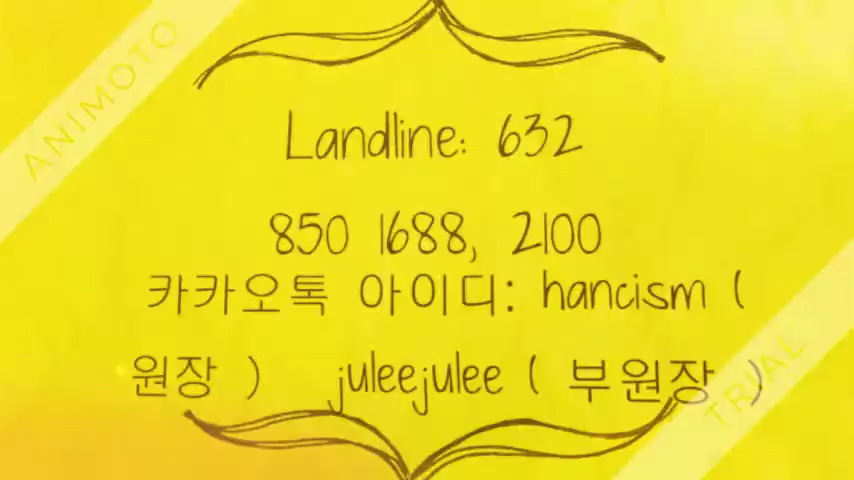 ANIMOTO
Landline: 632
850 1688, 2100
카카오톡 아이디: hancism (
원장 ) juleejulee ( 부원장 )
TRIAL